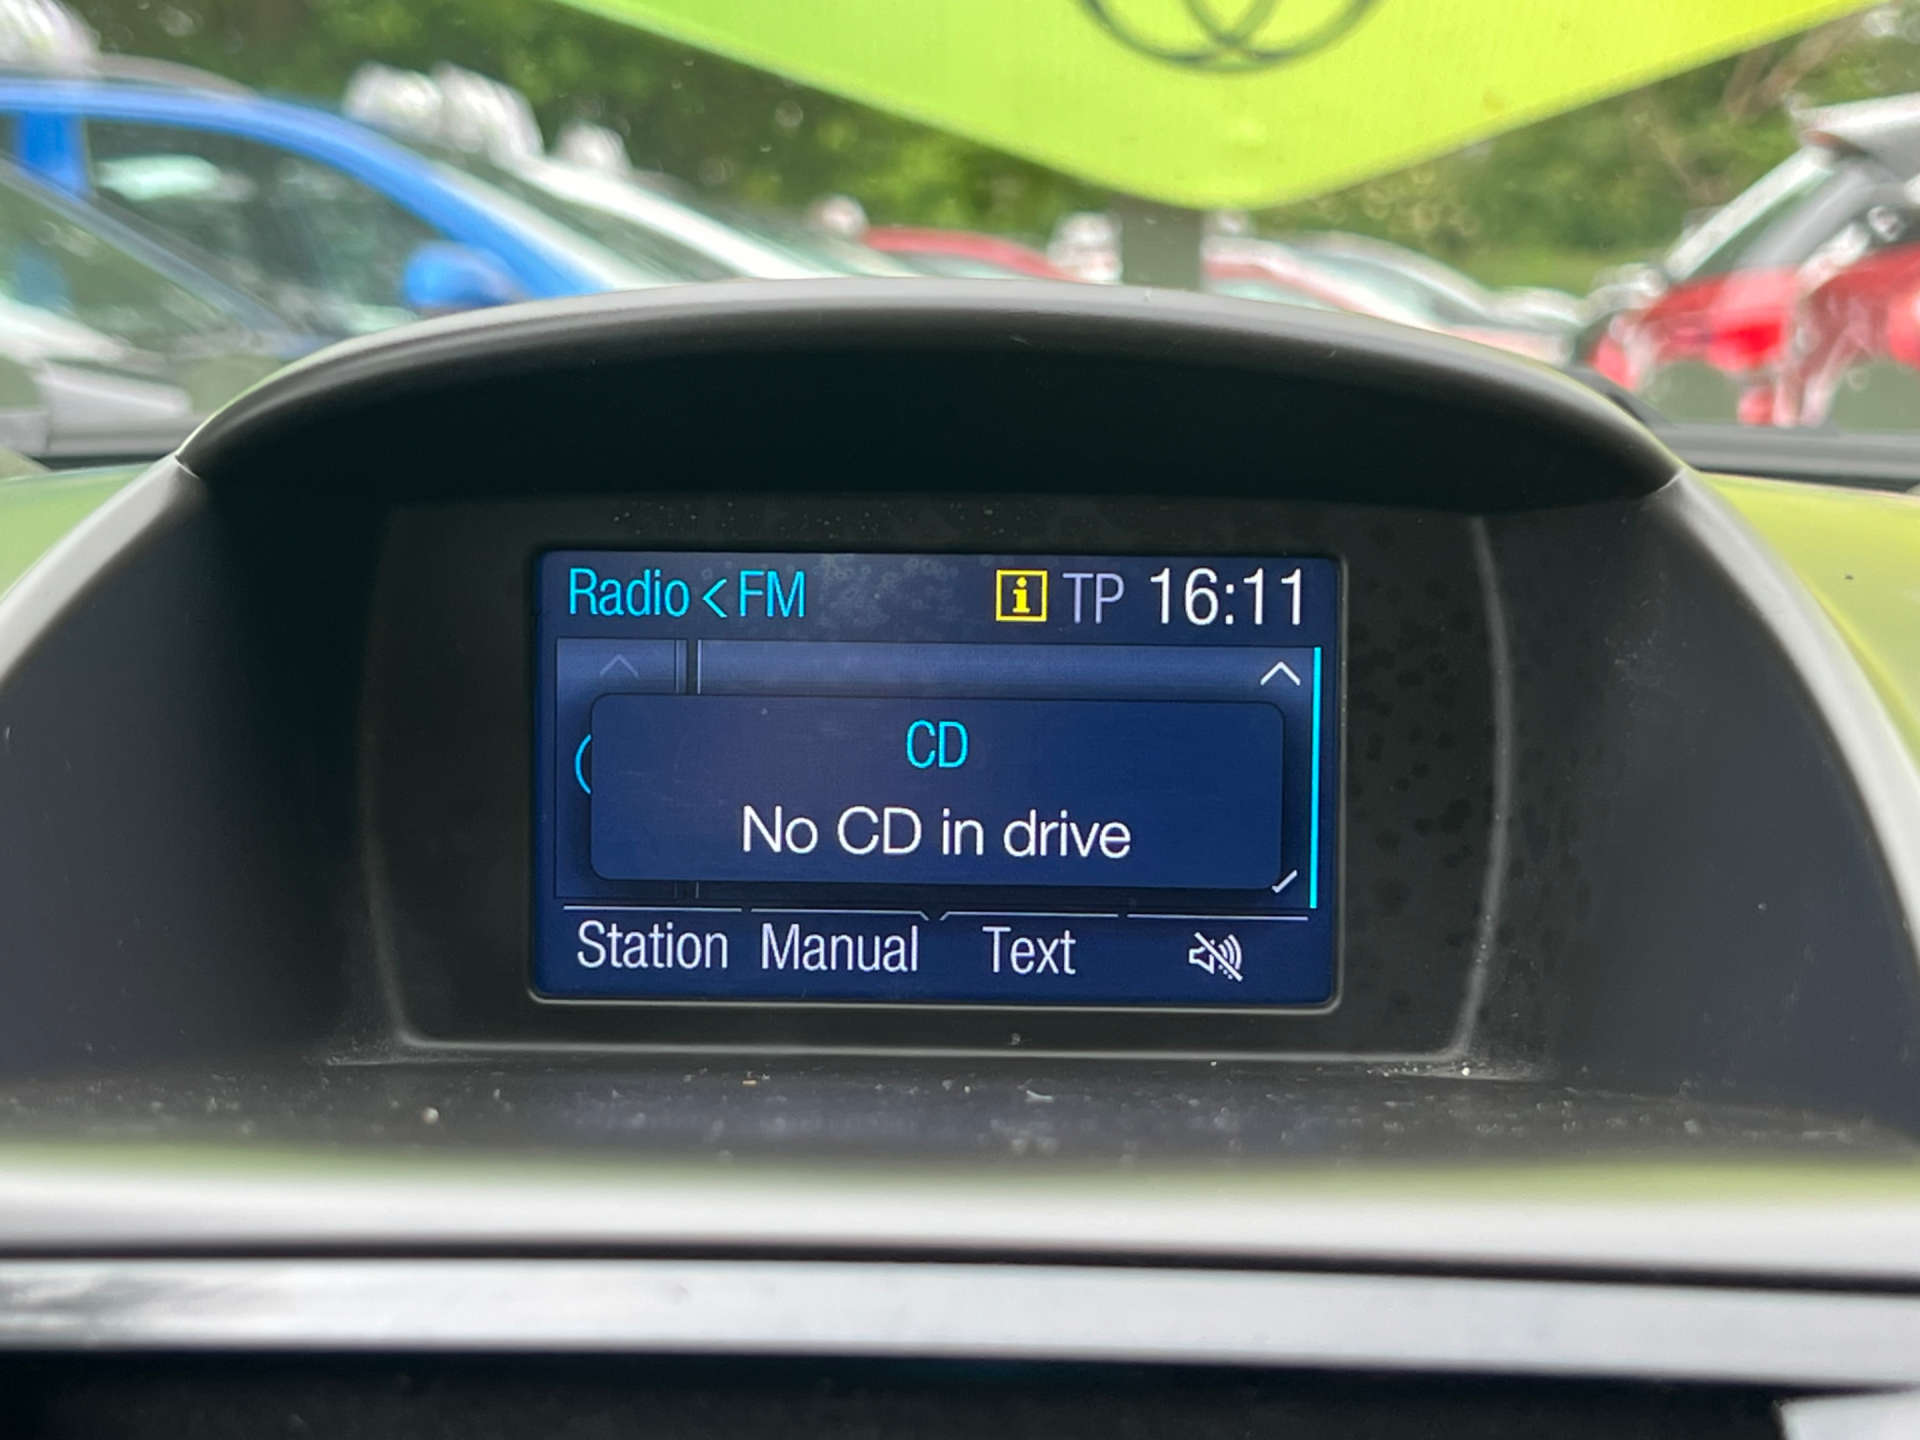 Radio < FM i TP 16:11
CD
No CD in drive
Station Manual Text